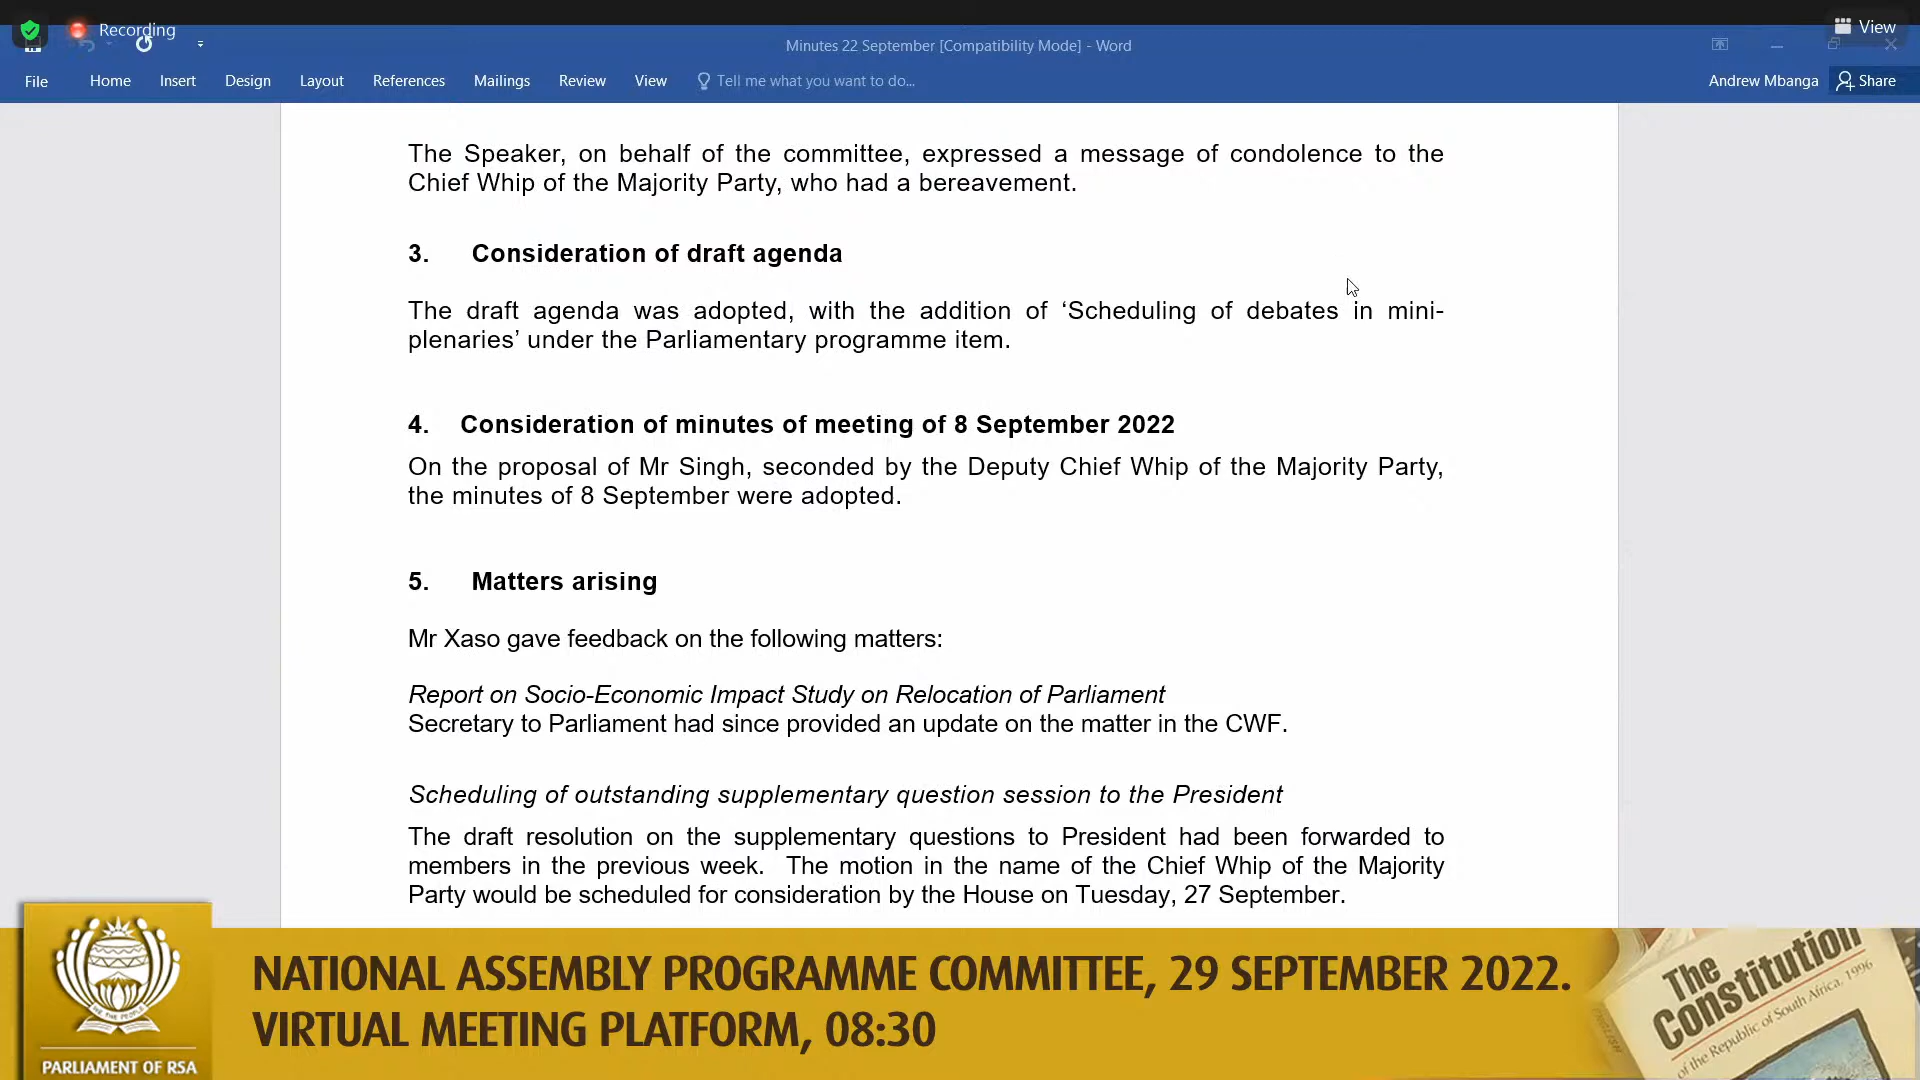 Recording
View
Minutes 22 September [Compatibility Mode] - Word
File Home Insert Design Layout References Mailings Review View Tell me what you want to do... Andrew Mbanga Share
The Speaker, on behalf of the committee, expressed a message of condolence to the
Chief Whip of the Majority Party, who had a bereavement.
3. Consideration of draft agenda
The draft agenda was adopted, with the addition of ‘Scheduling of debates in mini-
plenaries’ under the Parliamentary programme item.
4. Consideration of minutes of meeting of 8 September 2022
On the proposal of Mr Singh, seconded by the Deputy Chief Whip of the Majority Party,
the minutes of 8 September were adopted.
5. Matters arising
Mr Xaso gave feedback on the following matters:
Report on Socio-Economic Impact Study on Relocation of Parliament
Secretary to Parliament had since provided an update on the matter in the CWF.
Scheduling of outstanding supplementary question session to the President
The draft resolution on the supplementary questions to President had been forwarded to
members in the previous week. The motion in the name of the Chief Whip of the Majority
Party would be scheduled for consideration by the House on Tuesday, 27 September.
NATIONAL ASSEMBLY PROGRAMME COMMITTEE, 29 SEPTEMBER 2022.
VIRTUAL MEETING PLATFORM, 08:30
PARLIAMENT OF RSA
The
Constitution
of the Republic of South Africa, 1996